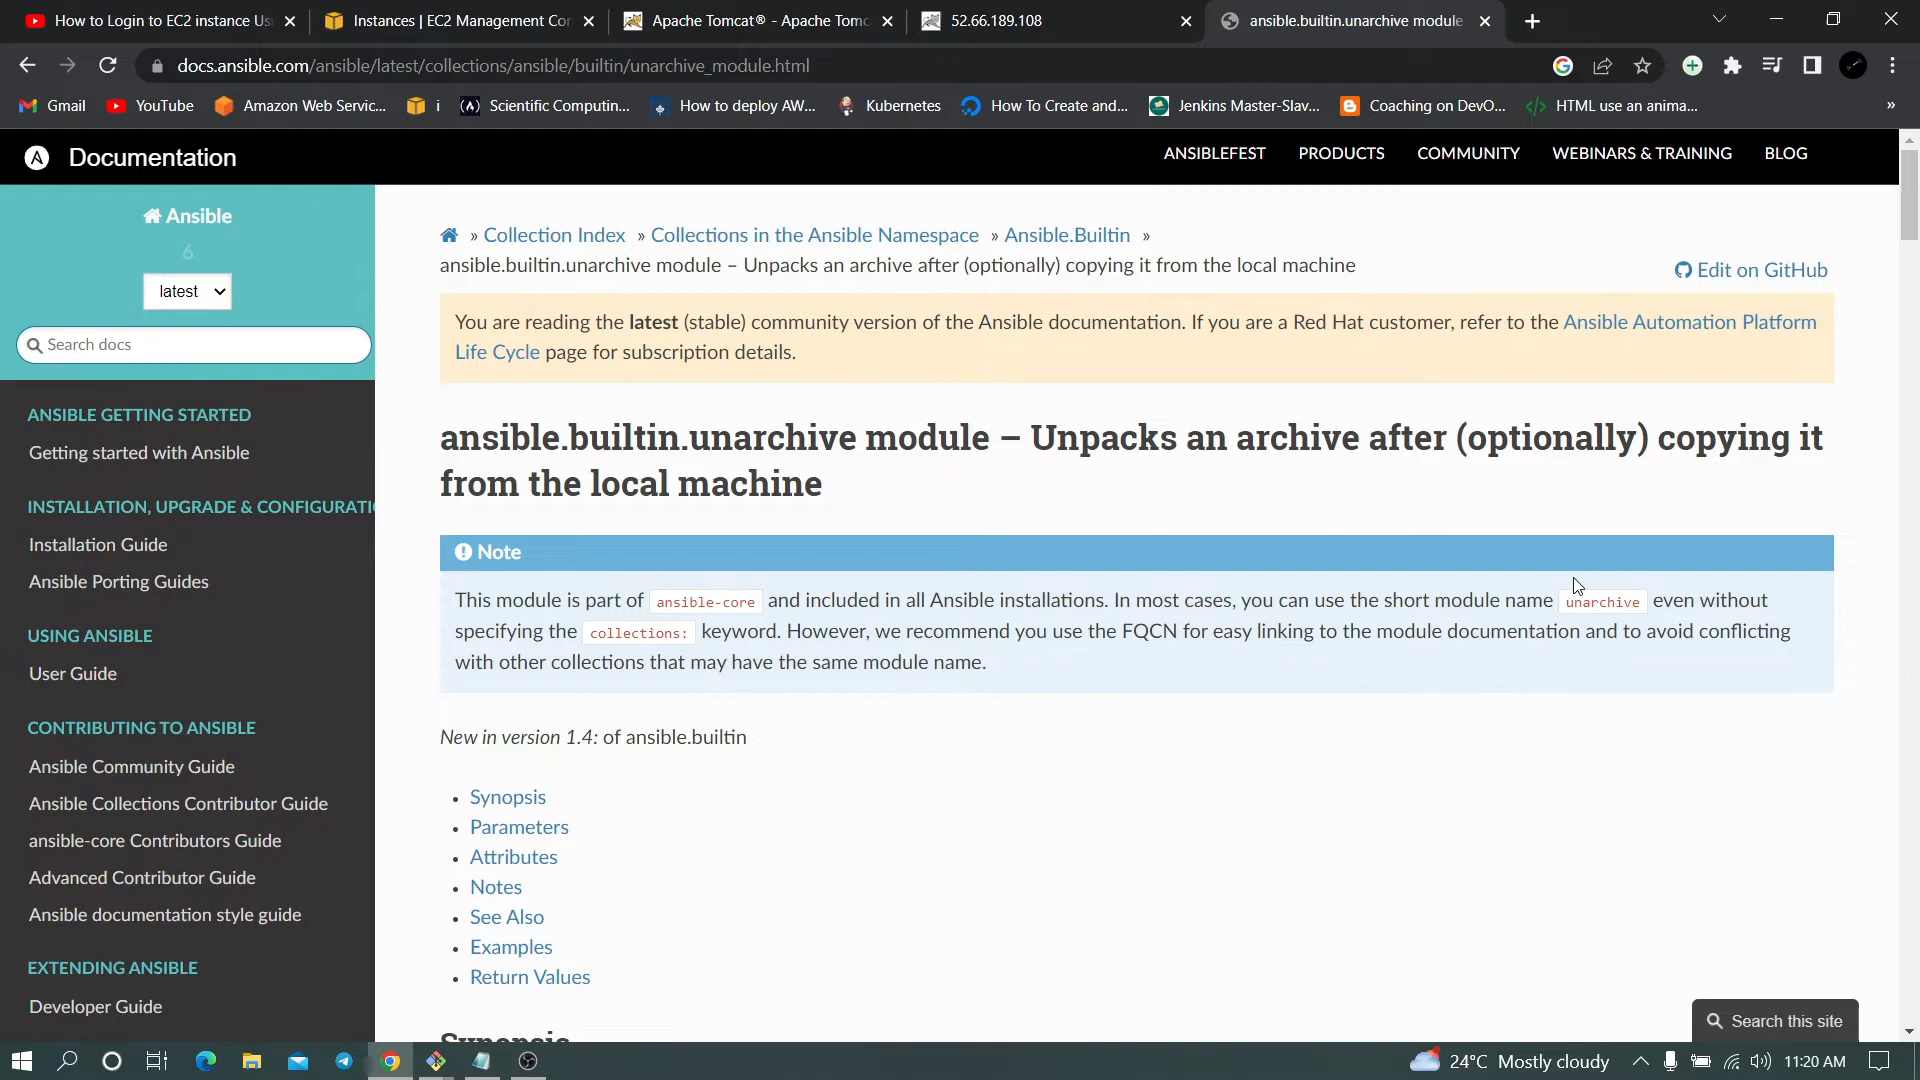 How to Login to EC2 instance Us
Instances | EC2 Management Con
Apache Tomcat® - Apache Tomc
52.66.189.108
ansible.builtin.unarchive module
docs.ansible.com/ansible/latest/collections/ansible/builtin/unarchive_module.html
Gmail
YouTube
Amazon Web Servic...
i
Scientific Computin...
How to deploy AW...
Kubernetes
How To Create and...
Jenkins Master-Slav...
Coaching on DevO...
HTML use an anima...
»
Documentation
ANSIBLEFEST
PRODUCTS
COMMUNITY
WEBINARS & TRAINING
BLOG
Ansible
6
latest
Search docs
ANSIBLE GETTING STARTED
Getting started with Ansible
INSTALLATION, UPGRADE & CONFIGURATI
Installation Guide
Ansible Porting Guides
USING ANSIBLE
User Guide
CONTRIBUTING TO ANSIBLE
Ansible Community Guide
Ansible Collections Contributor Guide
ansible-core Contributors Guide
Advanced Contributor Guide
Ansible documentation style guide
EXTENDING ANSIBLE
Developer Guide
» Collection Index » Collections in the Ansible Namespace » Ansible.Builtin »
ansible.builtin.unarchive module – Unpacks an archive after (optionally) copying it from the local machine
Edit on GitHub
You are reading the latest (stable) community version of the Ansible documentation. If you are a Red Hat customer, refer to the Ansible Automation Platform
Life Cycle page for subscription details.
ansible.builtin.unarchive module – Unpacks an archive after (optionally) copying it
from the local machine
Note
This module is part of ansible-core and included in all Ansible installations. In most cases, you can use the short module name unarchive even without
specifying the collections: keyword. However, we recommend you use the FQCN for easy linking to the module documentation and to avoid conflicting
with other collections that may have the same module name.
New in version 1.4: of ansible.builtin
• Synopsis
• Parameters
• Attributes
• Notes
• See Also
• Examples
• Return Values
Synopsis
Search this site
24°C Mostly cloudy
11:20 AM